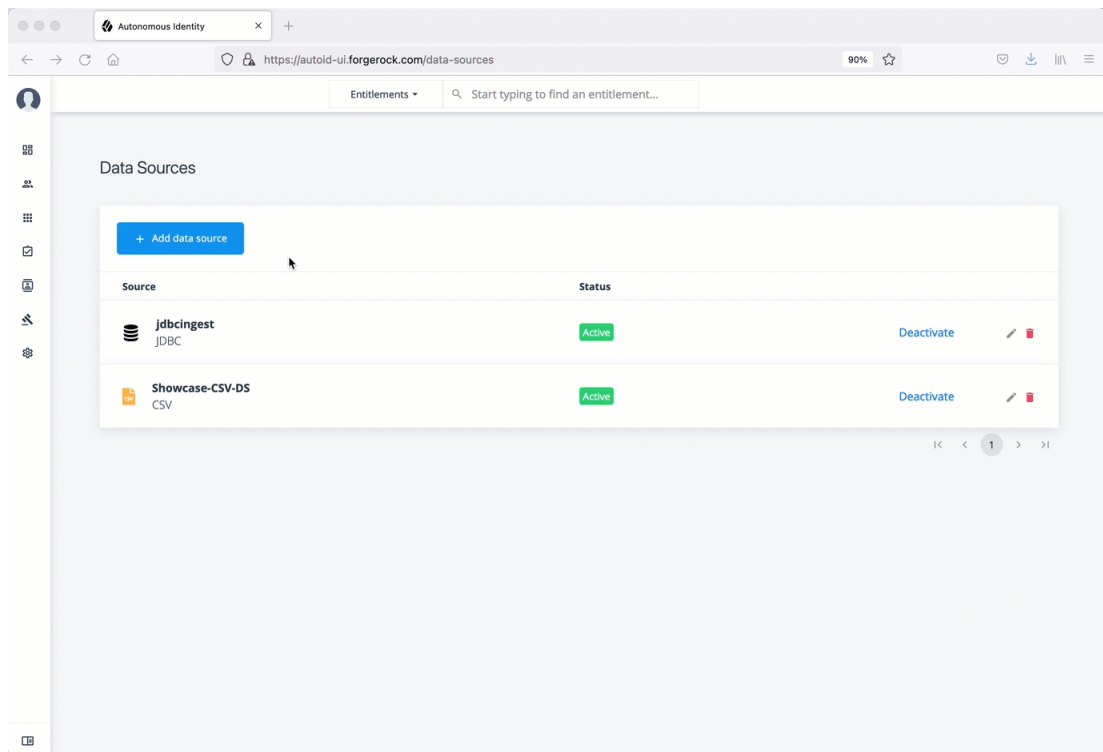 Autonomous Identity
https://autoid-ui.forgerock.com/data-sources
90%
Entitlements
Start typing to find an entitlement...
Data Sources
+ Add data source
Source Status
jdbcingest
JDBC
Active
Deactivate
Showcase-CSV-DS
CSV
Active
Deactivate
1